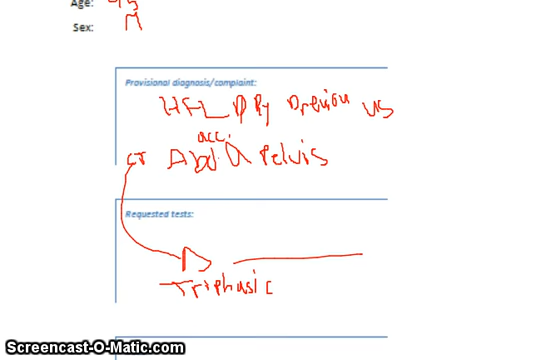 Age:
Sex: M
Provisional diagnosis/complaint:
HFL By Previous US
acc.
CT Abd & Pelvis
Requested tests:
Triphasic
Screencast-O-Matic.com